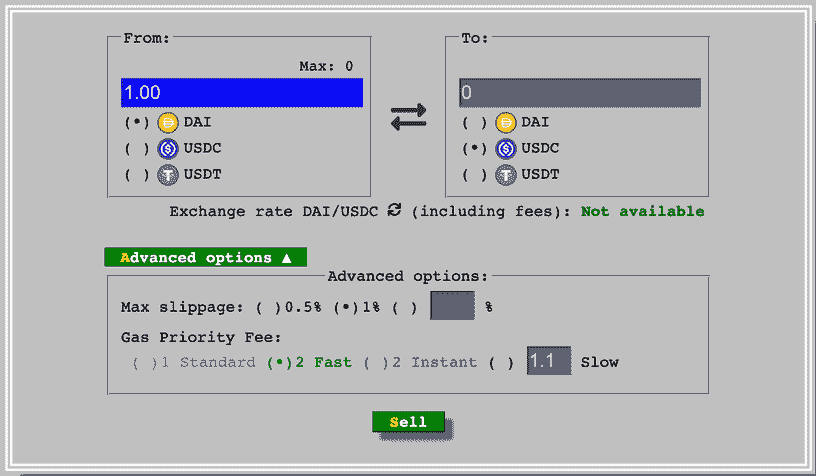 From:
Max: 0
1.00
(•) DAI
( ) USDC
( ) USDT
To:
0
( ) DAI
(•) USDC
( ) USDT
Exchange rate DAI/USDC (including fees): Not available
Advanced options ▲
Advanced options:
Max slippage: ( )0.5% (•)1% ( ) %
Gas Priority Fee:
( )1 Standard (•)2 Fast ( )2 Instant ( ) 1.1 Slow
Sell